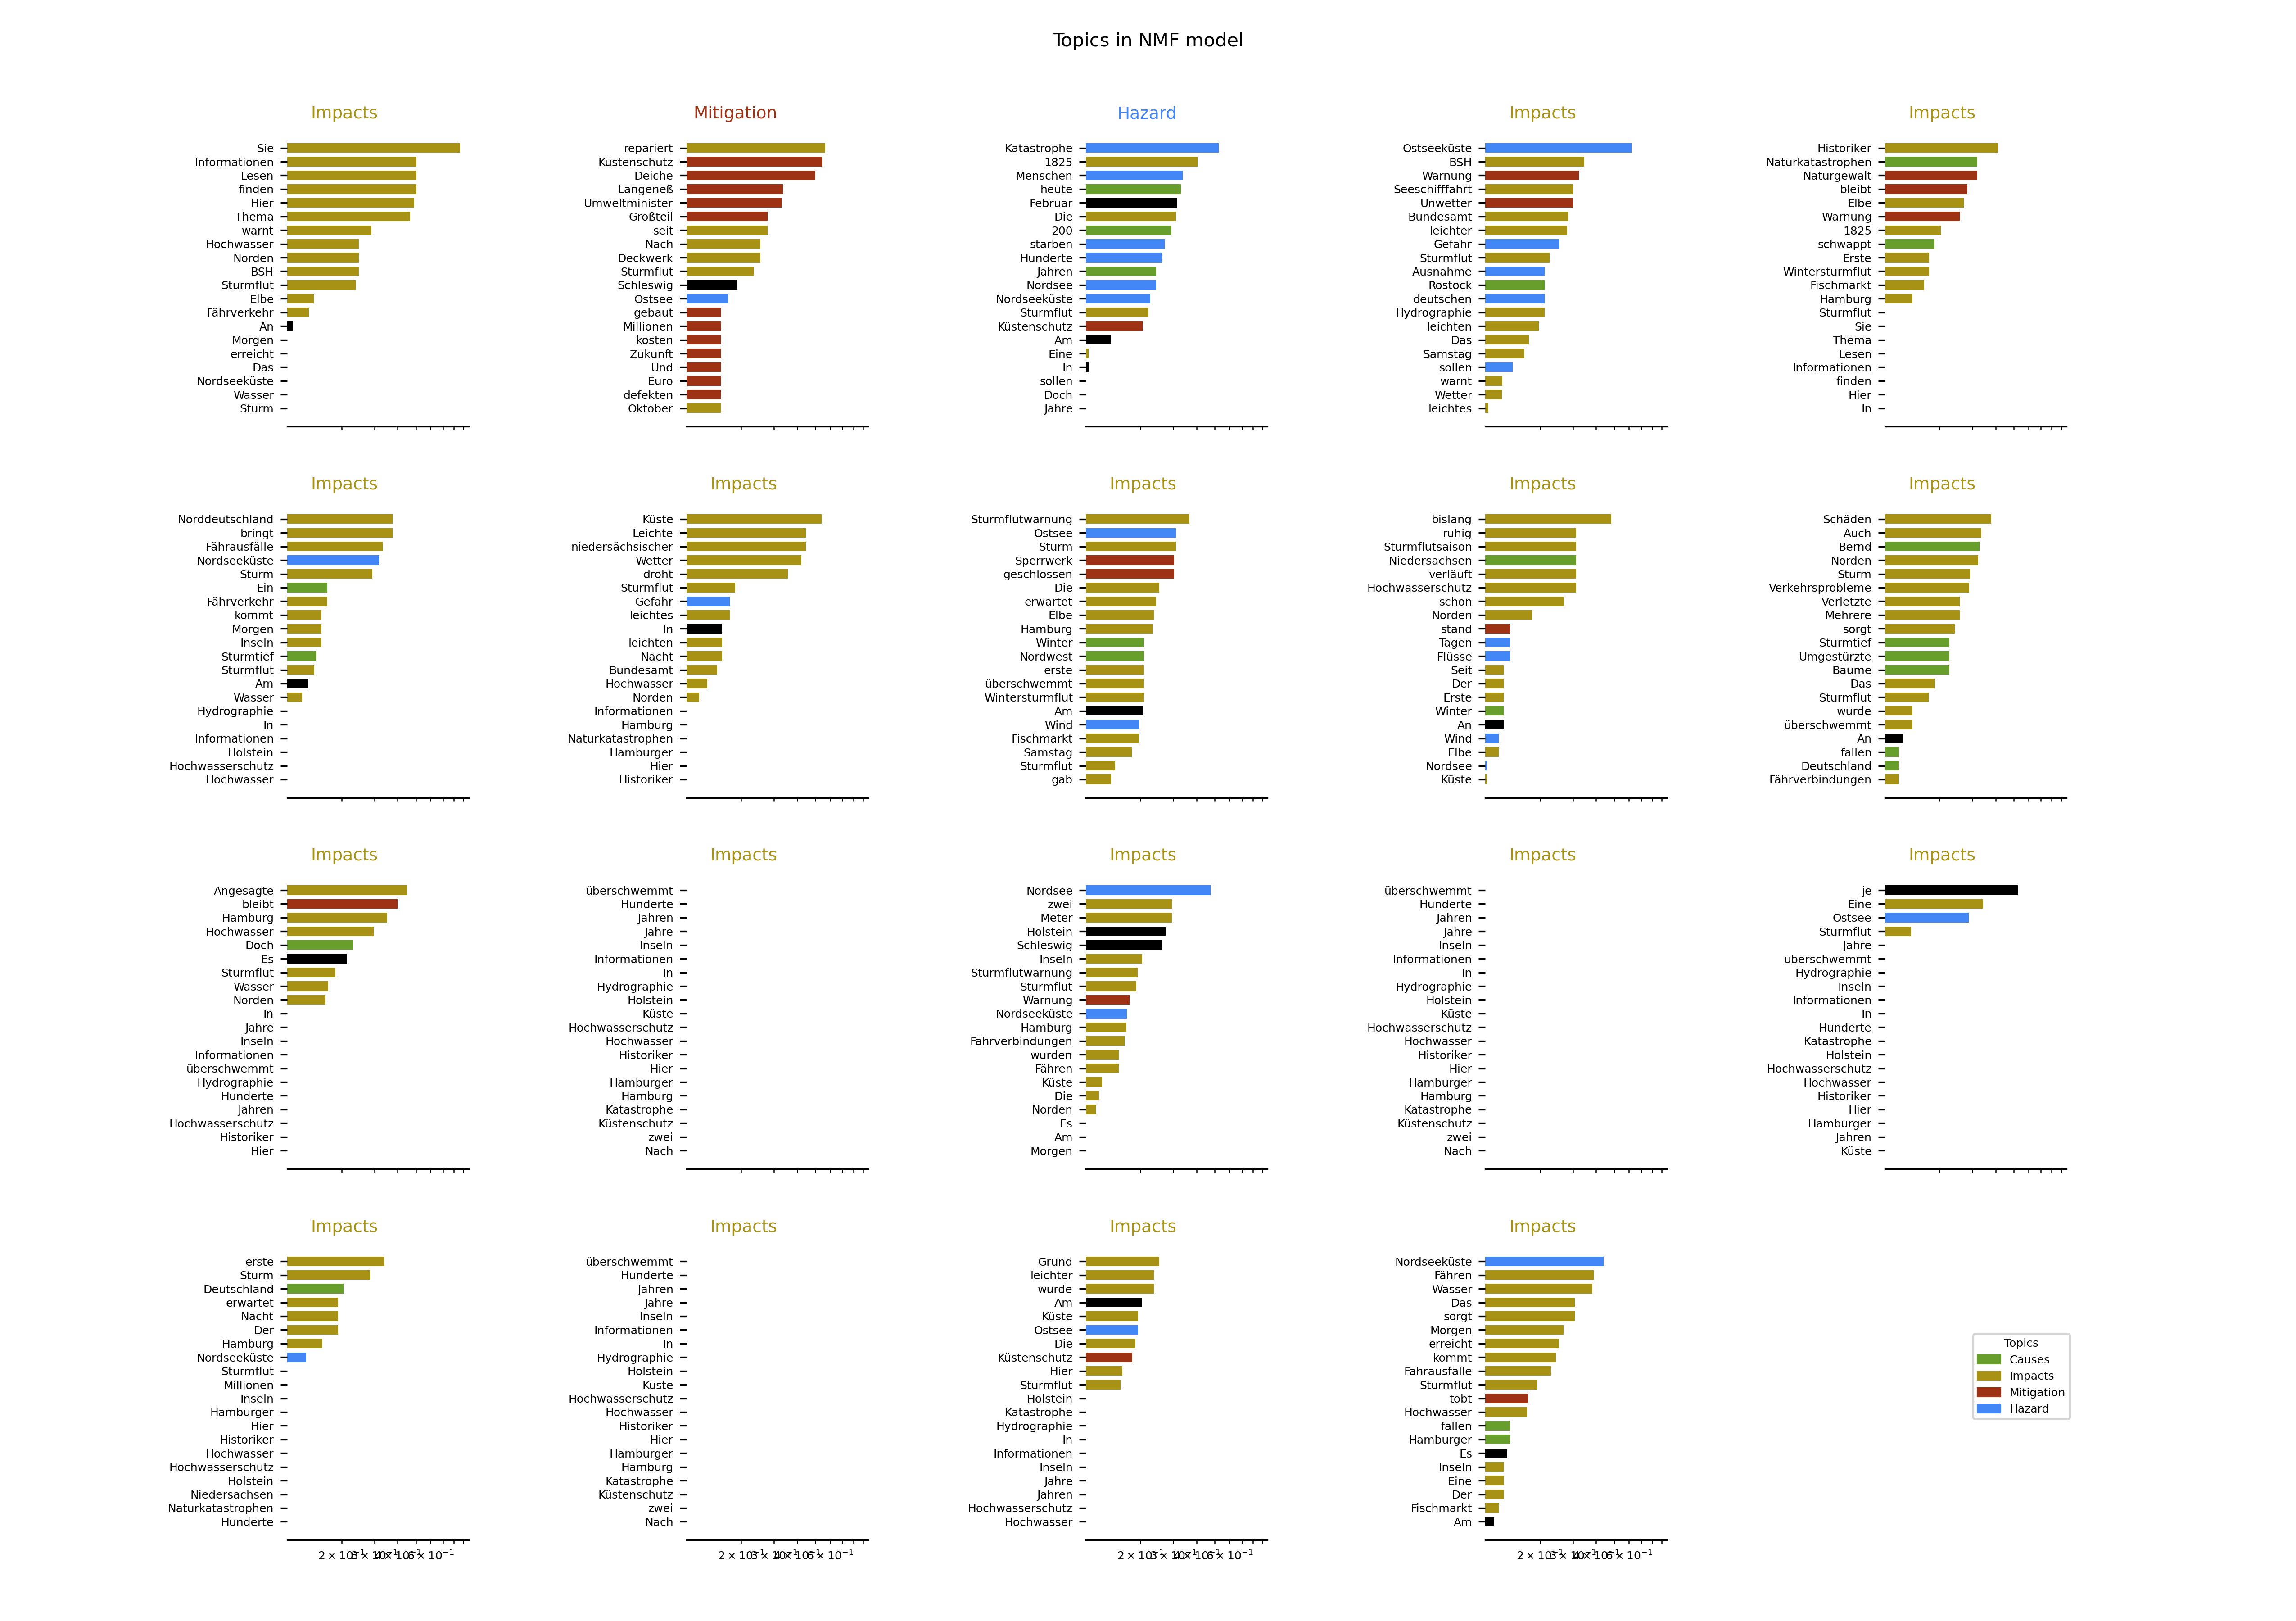 Topics in NMF model
Impacts
Sie
Informationen
Lesen
finden
Hier
Thema
warnt
Hochwasser
Norden
BSH
Sturmflut
Elbe
Fährverkehr
An
Morgen
erreicht
Das
Nordseeküste
Wasser
Sturm
Mitigation
repariert
Küstenschutz
Deiche
Langeneß
Umweltminister
Großteil
seit
Nach
Deckwerk
Sturmflut
Schleswig
Ostsee
gebaut
Millionen
kosten
Zukunft
Und
Euro
defekten
Oktober
Hazard
Katastrophe
1825
Menschen
heute
Februar
Die
200
starben
Hunderte
Jahren
Nordsee
Nordseeküste
Sturmflut
Küstenschutz
Am
Eine
In
sollen
Doch
Jahre
Impacts
Ostseeküste
BSH
Warnung
Seeschifffahrt
Unwetter
Bundesamt
leichter
Gefahr
Sturmflut
Ausnahme
Rostock
deutschen
Hydrographie
leichten
Das
Samstag
sollen
warnt
Wetter
leichtes
Impacts
Historiker
Naturkatastrophen
Naturgewalt
bleibt
Elbe
Warnung
1825
schwappt
Erste
Wintersturmflut
Fischmarkt
Hamburg
Sturmflut
Sie
Thema
Lesen
Informationen
finden
Hier
In
Impacts
Norddeutschland
bringt
Fährausfälle
Nordseeküste
Sturm
Ein
Fährverkehr
kommt
Morgen
Inseln
Sturmtief
Sturmflut
Am
Wasser
Hydrographie
In
Informationen
Holstein
Hochwasserschutz
Hochwasser
Impacts
Küste
Leichte
niedersächsischer
Wetter
droht
Sturmflut
Gefahr
leichtes
In
leichten
Nacht
Bundesamt
Hochwasser
Norden
Informationen
Hamburg
Naturkatastrophen
Hamburger
Hier
Historiker
Impacts
Sturmflutwarnung
Ostsee
Sturm
Sperrwerk
geschlossen
Die
erwartet
Elbe
Hamburg
Winter
Nordwest
erste
überschwemmt
Wintersturmflut
Am
Wind
Fischmarkt
Samstag
Sturmflut
gab
Impacts
bislang
ruhig
Sturmflutsaison
Niedersachsen
verläuft
Hochwasserschutz
schon
Norden
stand
Tagen
Flüsse
Seit
Der
Erste
Winter
An
Wind
Elbe
Nordsee
Küste
Impacts
Schäden
Auch
Bernd
Norden
Sturm
Verkehrsprobleme
Verletzte
Mehrere
sorgt
Sturmtief
Umgestürzte
Bäume
Das
Sturmflut
wurde
überschwemmt
An
fallen
Deutschland
Fährverbindungen
Impacts
Angesagte
bleibt
Hamburg
Hochwasser
Doch
Es
Sturmflut
Wasser
Norden
In
Jahre
Inseln
Informationen
überschwemmt
Hydrographie
Hunderte
Jahren
Hochwasserschutz
Historiker
Hier
Impacts
überschwemmt
Hunderte
Jahren
Jahre
Inseln
Informationen
In
Hydrographie
Holstein
Küste
Hochwasserschutz
Hochwasser
Historiker
Hier
Hamburger
Hamburg
Katastrophe
Küstenschutz
zwei
Nach
Impacts
Nordsee
zwei
Meter
Holstein
Schleswig
Inseln
Sturmflutwarnung
Sturmflut
Warnung
Nordseeküste
Hamburg
Fährverbindungen
wurden
Fähren
Küste
Die
Norden
Es
Am
Morgen
Impacts
überschwemmt
Hunderte
Jahren
Jahre
Inseln
Informationen
In
Hydrographie
Holstein
Küste
Hochwasserschutz
Hochwasser
Historiker
Hier
Hamburger
Hamburg
Katastrophe
Küstenschutz
zwei
Nach
Impacts
je
Eine
Ostsee
Sturmflut
Jahre
überschwemmt
Hydrographie
Inseln
Informationen
In
Hunderte
Katastrophe
Holstein
Hochwasserschutz
Hochwasser
Historiker
Hier
Hamburger
Jahren
Küste
Impacts
erste
Sturm
Deutschland
erwartet
Nacht
Der
Hamburg
Nordseeküste
Sturmflut
Millionen
Inseln
Hamburger
Hier
Historiker
Hochwasser
Hochwasserschutz
Holstein
Niedersachsen
Naturkatastrophen
Hunderte
Impacts
überschwemmt
Hunderte
Jahren
Jahre
Inseln
Informationen
In
Hydrographie
Holstein
Küste
Hochwasserschutz
Hochwasser
Historiker
Hier
Hamburger
Hamburg
Katastrophe
Küstenschutz
zwei
Nach
Impacts
Grund
leichter
wurde
Am
Küste
Ostsee
Die
Küstenschutz
Hier
Sturmflut
Holstein
Katastrophe
Hydrographie
In
Informationen
Inseln
Jahre
Jahren
Hochwasserschutz
Hochwasser
Impacts
Nordseeküste
Fähren
Wasser
Das
sorgt
Morgen
erreicht
kommt
Fährausfälle
Sturmflut
tobt
Hochwasser
fallen
Hamburger
Es
Inseln
Eine
Der
Fischmarkt
Am
Topics
Causes
Impacts
Mitigation
Hazard